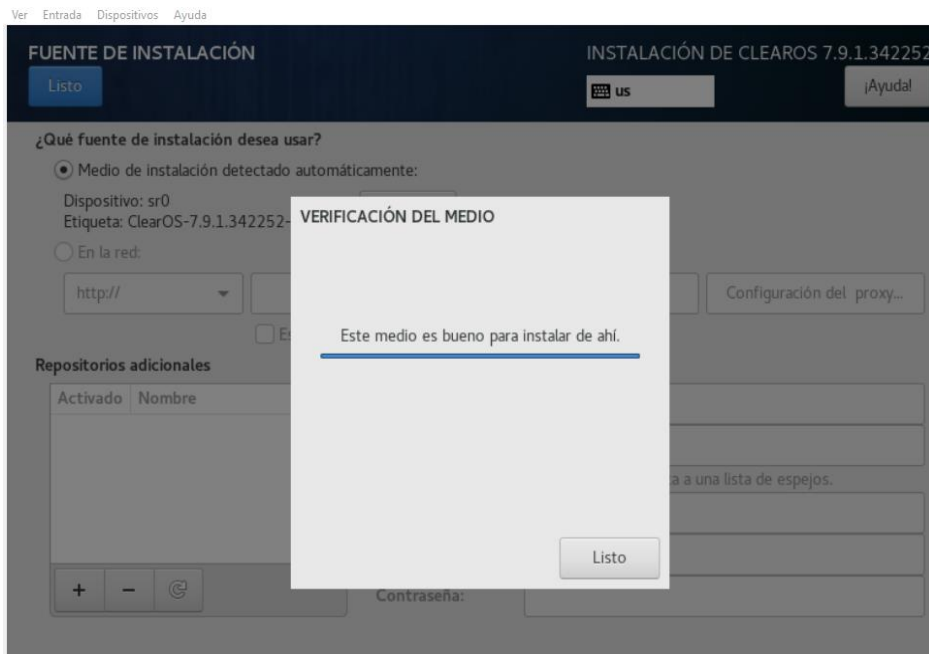 Ver Entrada Dispositivos Ayuda
FUENTE DE INSTALACIÓN
INSTALACIÓN DE CLEAROS 7.9.1.342252
Listo
us
¡Ayuda!
¿Qué fuente de instalación desea usar?
Medio de instalación detectado automáticamente:
Dispositivo: sr0
Etiqueta: ClearOS-7.9.1.342252-
VERIFICACIÓN DEL MEDIO
En la red:
http://
Configuración del proxy...
Este medio es bueno para instalar de ahí.
Repositorios adicionales
Activado Nombre
a una lista de espejos.
Listo
Contraseña: